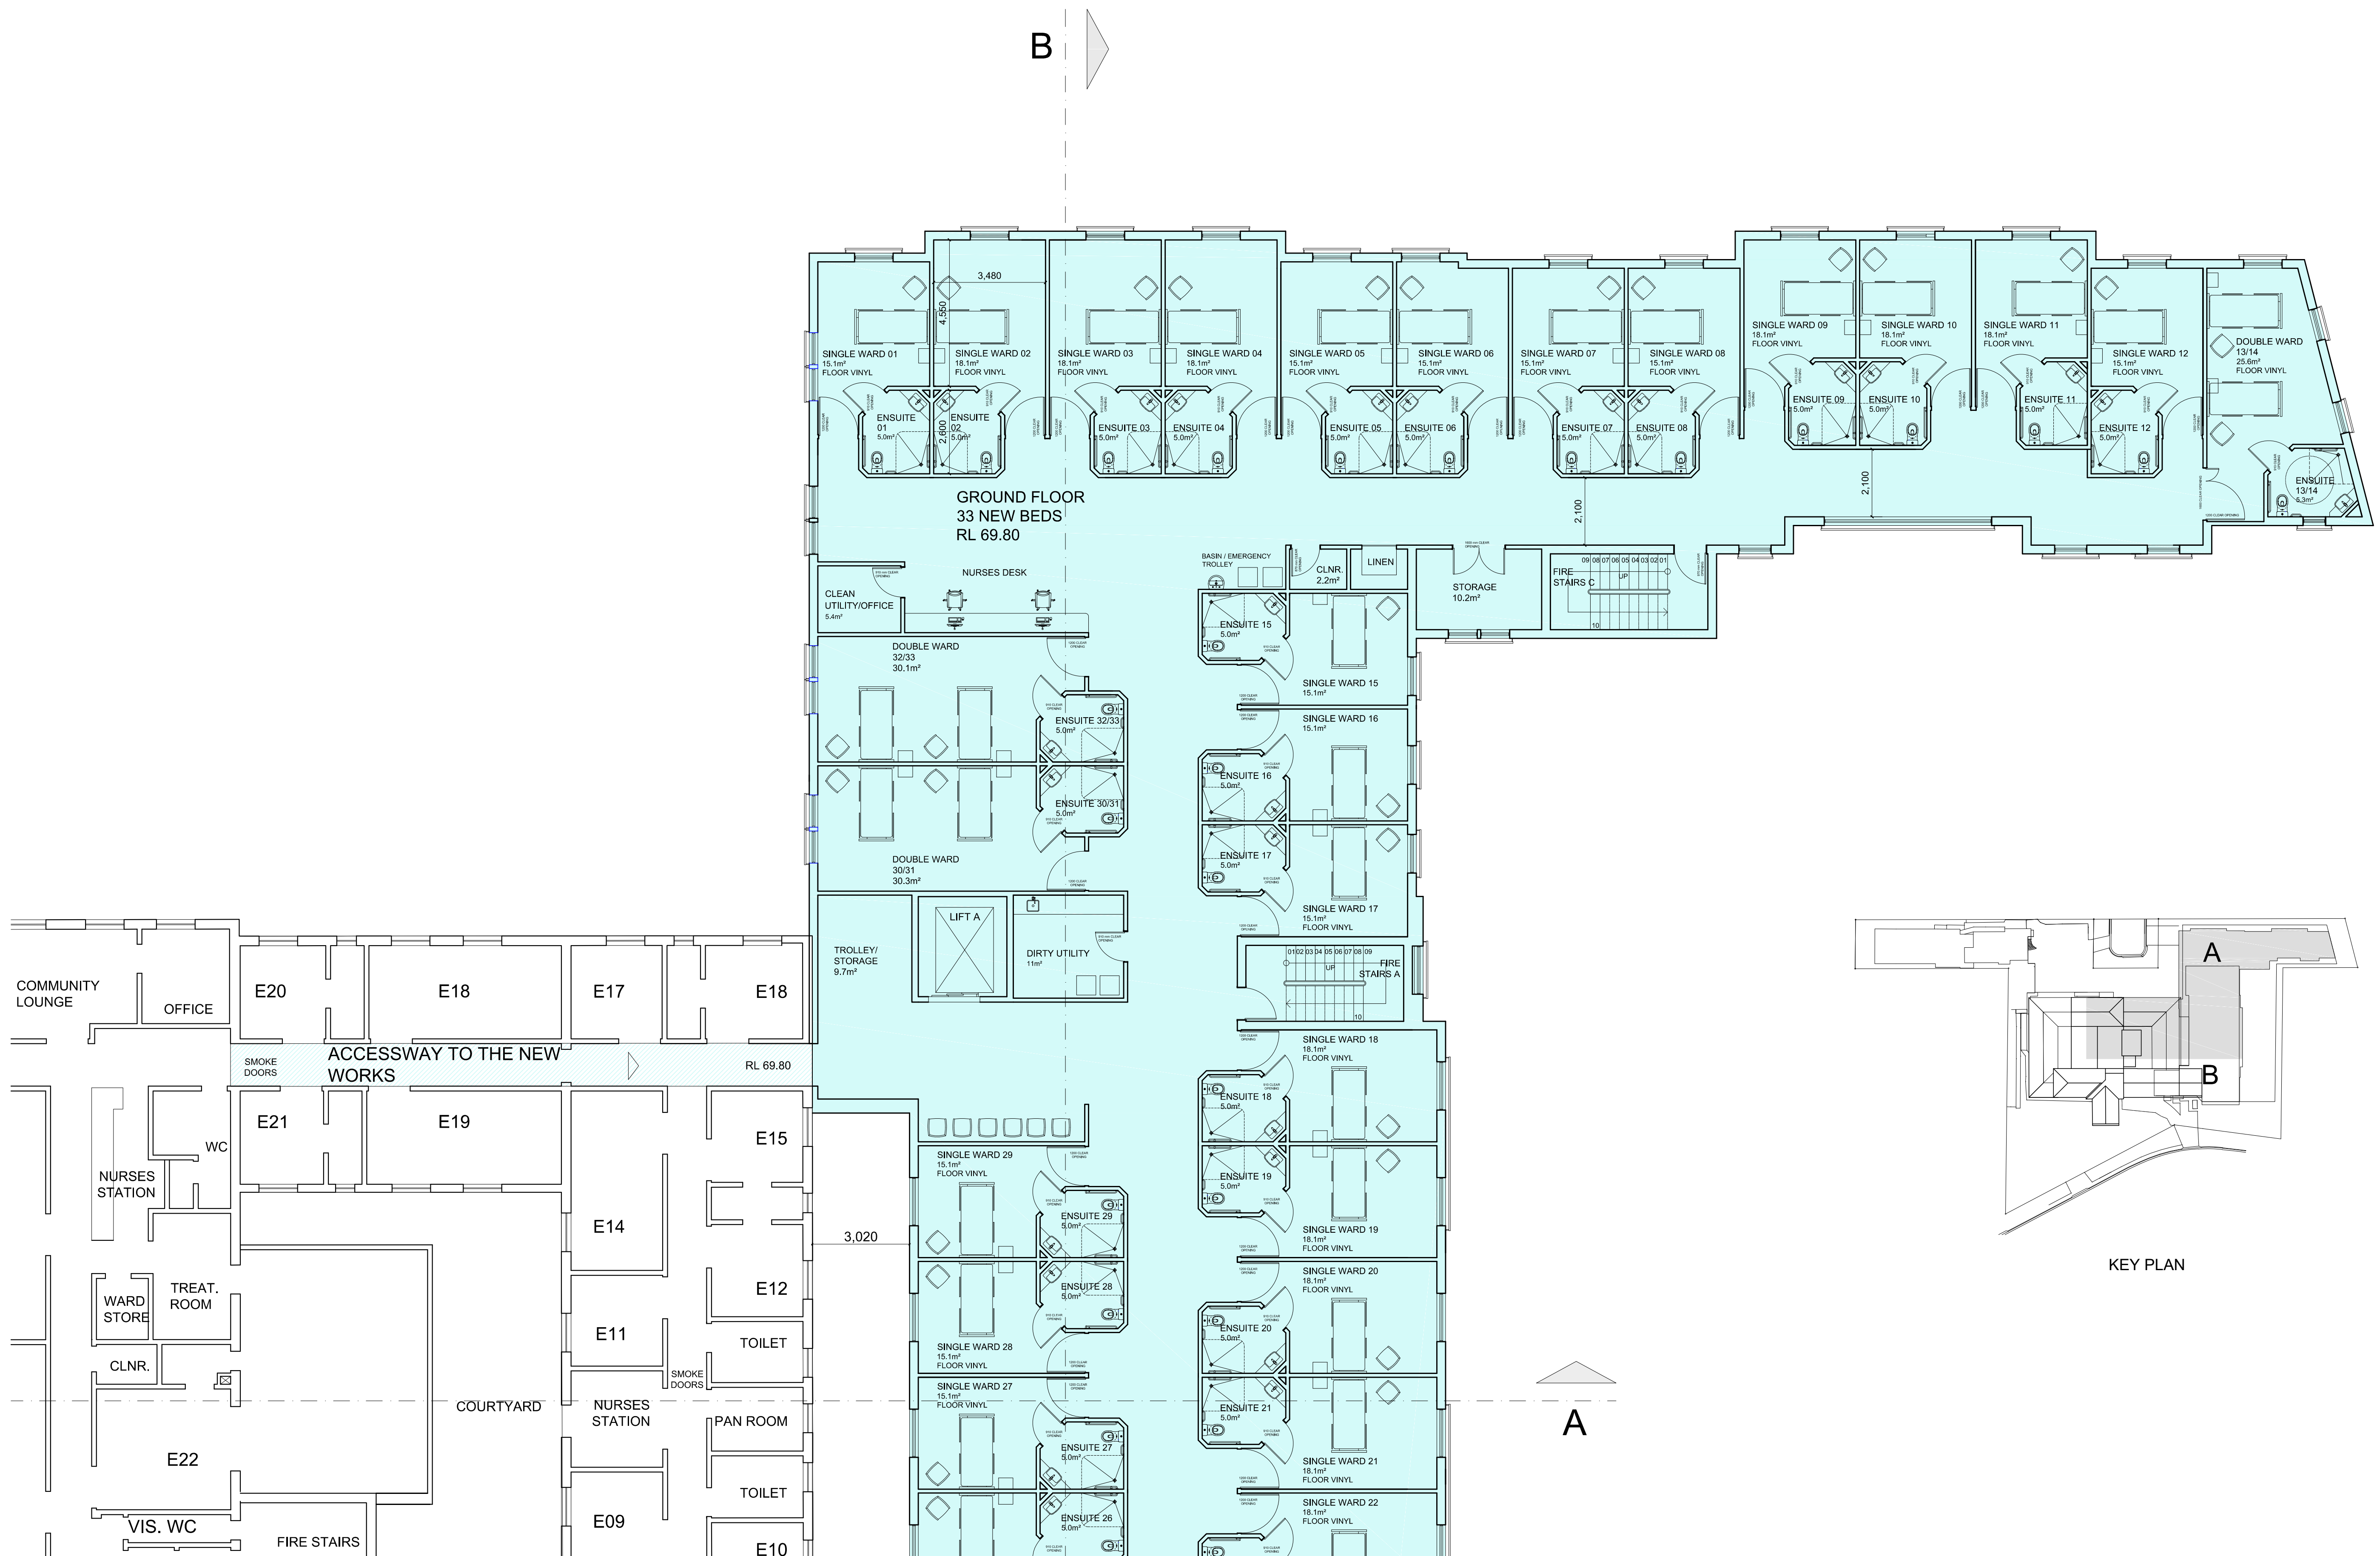 B
3,480
4,550
2,600
SINGLE WARD 01
15.1m²
FLOOR VINYL
SINGLE WARD 02
18.1m²
FLOOR VINYL
SINGLE WARD 03
18.1m²
FLOOR VINYL
SINGLE WARD 04
18.1m²
FLOOR VINYL
SINGLE WARD 05
15.1m²
FLOOR VINYL
SINGLE WARD 06
15.1m²
FLOOR VINYL
SINGLE WARD 07
15.1m²
FLOOR VINYL
SINGLE WARD 08
15.1m²
FLOOR VINYL
SINGLE WARD 09
18.1m²
FLOOR VINYL
SINGLE WARD 10
18.1m²
FLOOR VINYL
SINGLE WARD 11
18.1m²
FLOOR VINYL
SINGLE WARD 12
15.1m²
FLOOR VINYL
DOUBLE WARD
13/14
25.6m²
FLOOR VINYL
ENSUITE
01
5.0m²
ENSUITE
02
5.0m²
ENSUITE 03
5.0m²
ENSUITE 04
5.0m²
ENSUITE 05
5.0m²
ENSUITE 06
5.0m²
ENSUITE 07
5.0m²
ENSUITE 08
5.0m²
ENSUITE 09
5.0m²
ENSUITE 10
5.0m²
ENSUITE 11
5.0m²
ENSUITE 12
5.0m²
ENSUITE
13/14
5.3m²
GROUND FLOOR
33 NEW BEDS
RL 69.80
2,100
2,100
NURSES DESK
CLEAN
UTILITY/OFFICE
5.4m²
BASIN / EMERGENCY
TROLLEY
CLNR.
2.2m²
LINEN
STORAGE
10.2m²
FIRE
STAIRS C
09 08 07 06 05 04 03 02 01
UP
10
DOUBLE WARD
32/33
30.1m²
ENSUITE 32/33
5.0m²
ENSUITE 30/31
5.0m²
DOUBLE WARD
30/31
30.3m²
ENSUITE 15
5.0m²
SINGLE WARD 15
15.1m²
SINGLE WARD 16
15.1m²
ENSUITE 16
5.0m²
ENSUITE 17
5.0m²
SINGLE WARD 17
15.1m²
FLOOR VINYL
LIFT A
TROLLEY/
STORAGE
9.7m²
DIRTY UTILITY
11m²
01 02 03 04 05 06 07 08 09
UP
FIRE
STAIRS A
10
COMMUNITY
LOUNGE
OFFICE
E20
E18
E17
E18
SMOKE
DOORS
ACCESSWAY TO THE NEW
WORKS
RL 69.80
E21
E19
WC
NURSES
STATION
E15
E14
E12
3,020
WARD
STORE
TREAT.
ROOM
E11
TOILET
CLNR.
SMOKE
DOORS
COURTYARD
NURSES
STATION
PAN ROOM
E22
TOILET
E09
VIS. WC
FIRE STAIRS
E10
SINGLE WARD 18
18.1m²
FLOOR VINYL
ENSUITE 18
5.0m²
ENSUITE 19
5.0m²
SINGLE WARD 19
18.1m²
FLOOR VINYL
SINGLE WARD 20
18.1m²
FLOOR VINYL
ENSUITE 20
5.0m²
ENSUITE 21
5.0m²
SINGLE WARD 21
18.1m²
FLOOR VINYL
SINGLE WARD 22
18.1m²
FLOOR VINYL
SINGLE WARD 29
15.1m²
FLOOR VINYL
ENSUITE 29
5.0m²
ENSUITE 28
5.0m²
SINGLE WARD 28
15.1m²
FLOOR VINYL
SINGLE WARD 27
15.1m²
FLOOR VINYL
ENSUITE 27
5.0m²
ENSUITE 26
5.0m²
A
A
B
KEY PLAN